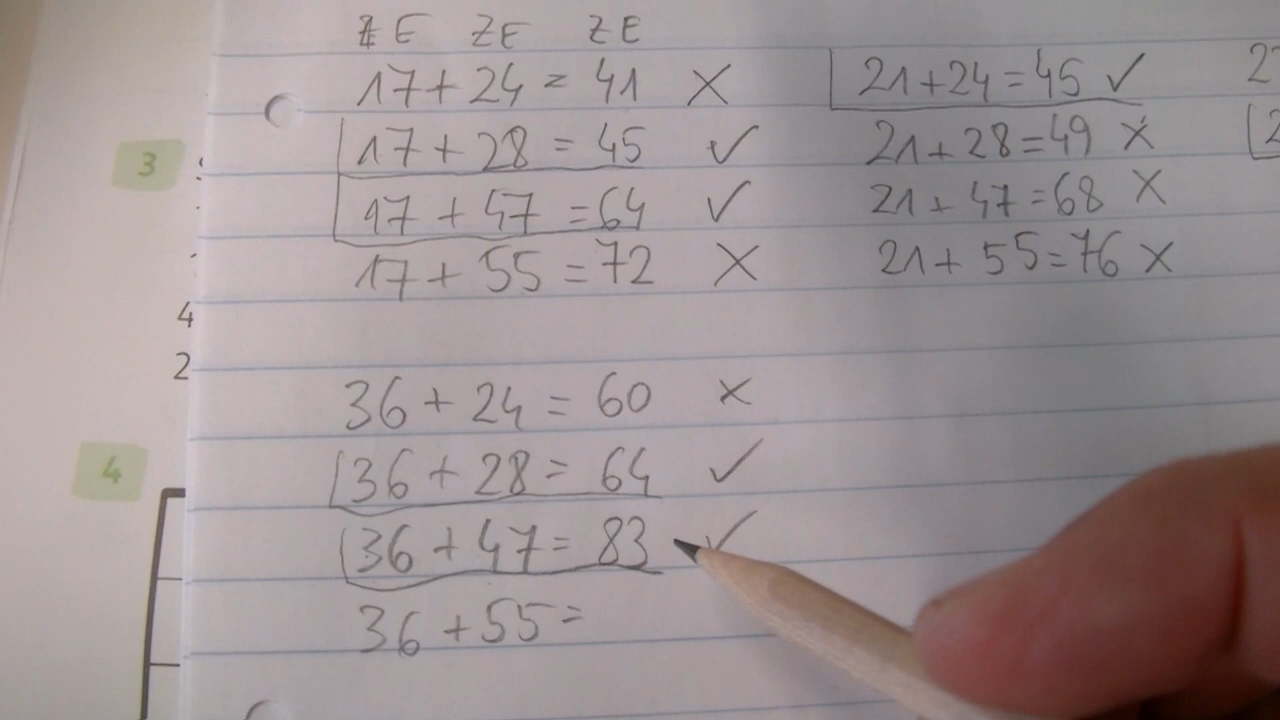 ZE ZE ZE
17+24=41 X
17+28=45 ✓
17+47=64 ✓
17+55=72 X
21+24=45 ✓
21+28=49 X
21+47=68 X
21+55=76 X
36+24=60 X
36+28=64 ✓
36+47=83 ✓
36+55=
3
4
2
4